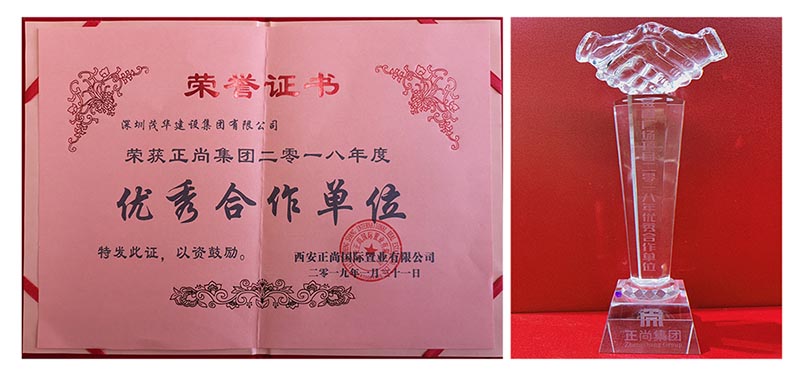 荣誉证书
深圳茂华建设集团有限公司
荣获正尚集团二零一八年度
优秀合作单位
特发此证，以资鼓励。
西安正尚国际置业有限公司
二零一九年一月三十一日
二零一八年优秀合作单位
正尚集团
Zhengshang Group